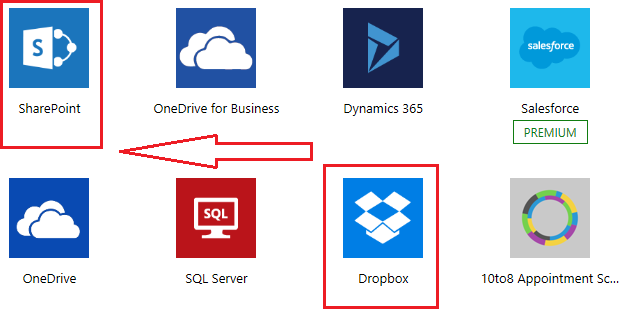 S
salesforce
SharePoint
OneDrive for Business
Dynamics 365
Salesforce
PREMIUM
SQL
OneDrive
SQL Server
Dropbox
10to8 Appointment Sc...